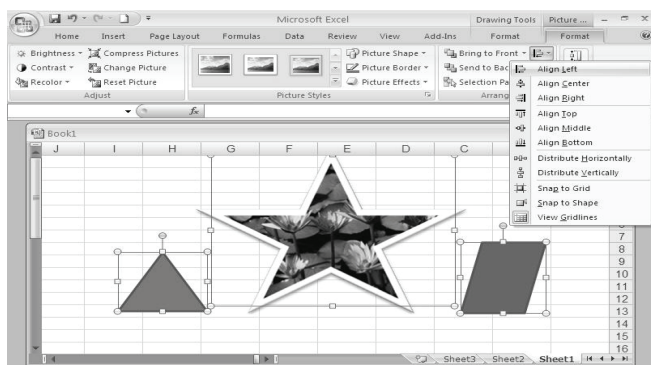 Microsoft Excel
Drawing Tools
Picture ...
Home Insert Page Layout Formulas Data Review View Add-Ins Format Format
Brightness Compress Pictures Picture Shape Bring to Front
Contrast Change Picture Picture Border Send to Bac
Recolor Reset Picture Picture Effects Selection Pa
Adjust Picture Styles Arrang
Align Left
Align Center
Align Right
Align Top
Align Middle
Align Bottom
Distribute Horizontally
Distribute Vertically
Snap to Grid
Snap to Shape
View Gridlines
fx
Book1
J I H G F E D C
7
8
9
10
11
12
13
14
15
16
Sheet3 Sheet2 Sheet1